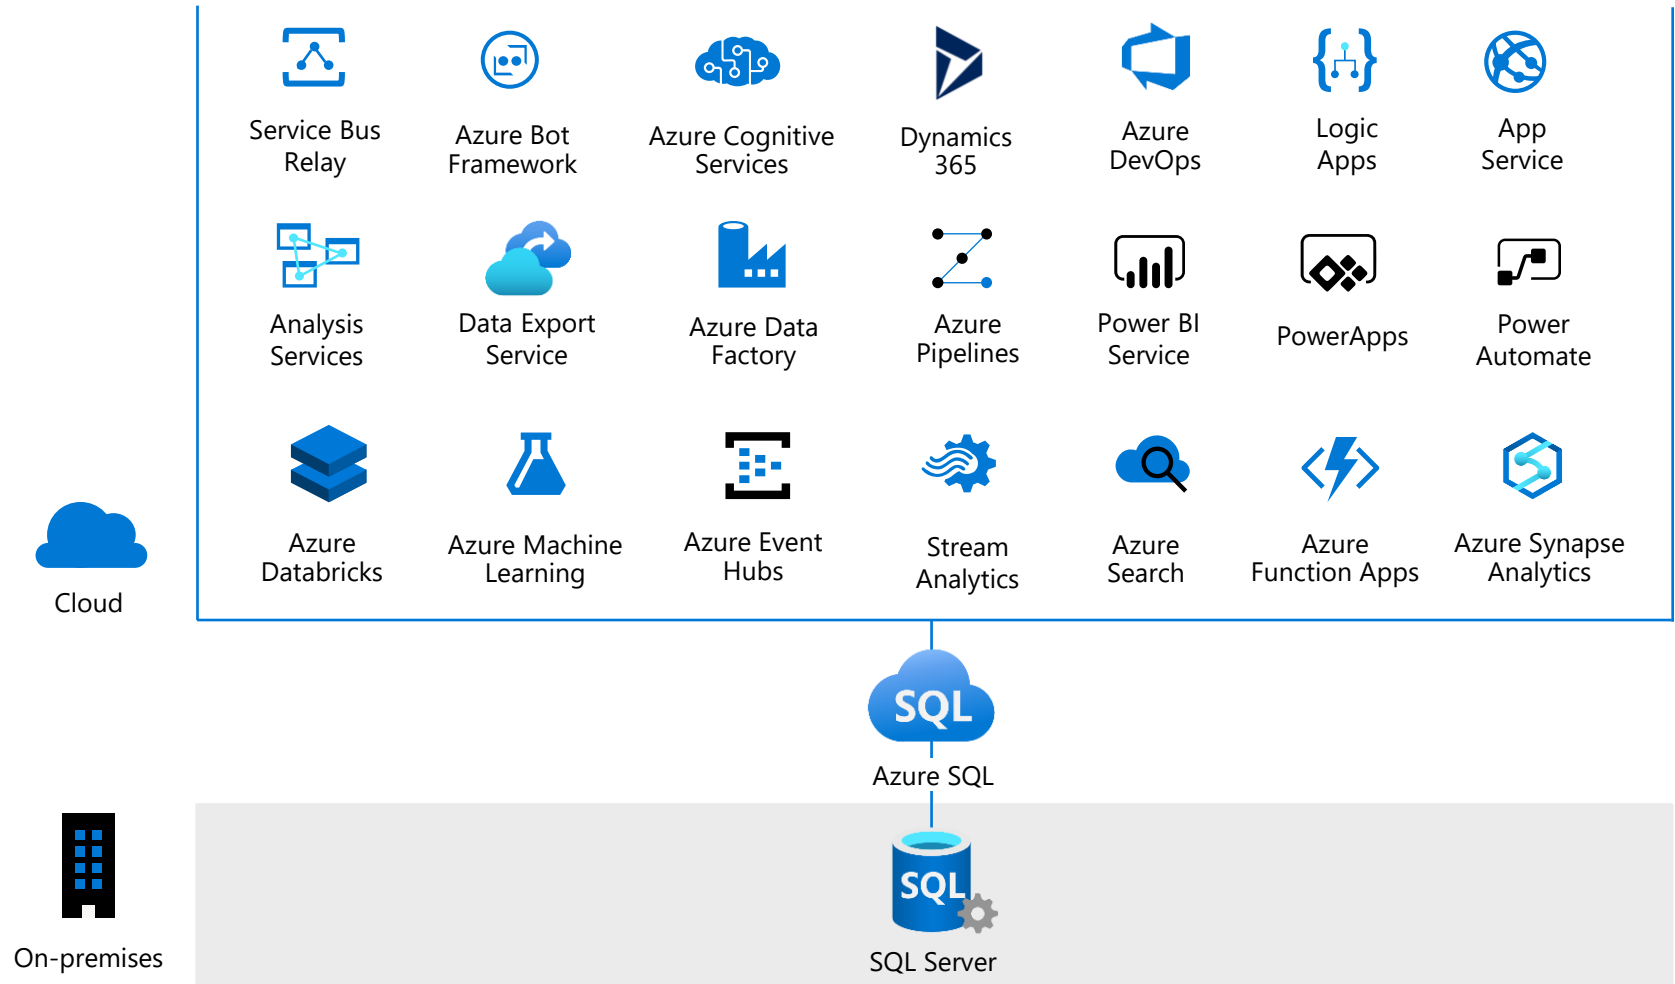 Service Bus
Relay
Azure Bot
Framework
Azure Cognitive
Services
Dynamics
365
Azure
DevOps
Logic
Apps
App
Service
Analysis
Services
Data Export
Service
Azure Data
Factory
Azure
Pipelines
Power BI
Service
PowerApps
Power
Automate
Azure
Databricks
Azure Machine
Learning
Azure Event
Hubs
Stream
Analytics
Azure
Search
Azure
Function Apps
Azure Synapse
Analytics
Cloud
SQL
Azure SQL
SQL
SQL Server
On-premises